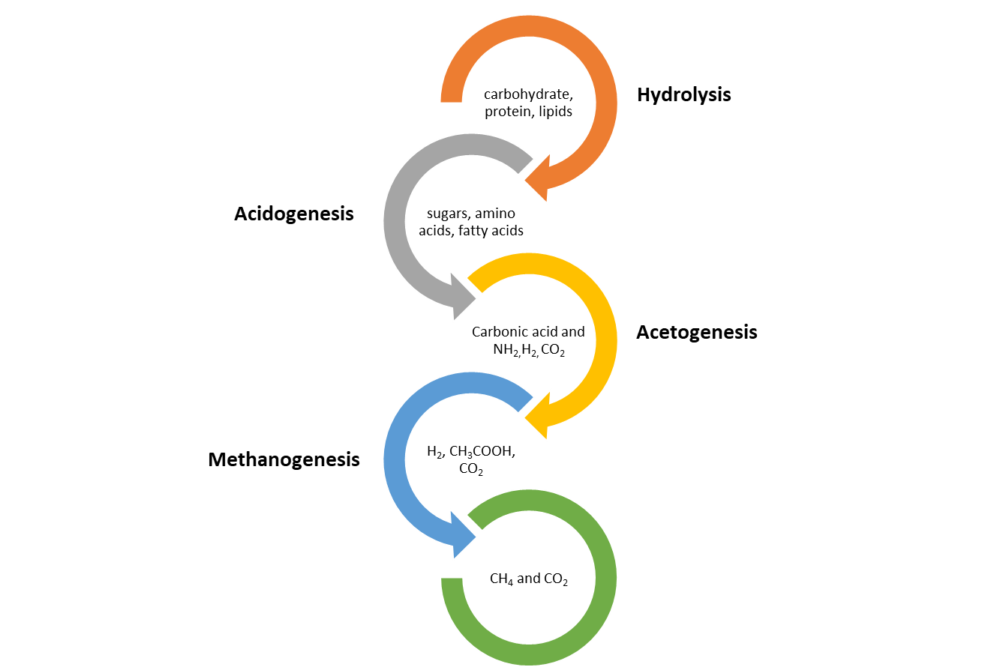 carbohydrate,
protein, lipids
Hydrolysis
Acidogenesis
sugars, amino
acids, fatty acids
Carbonic acid and
NH₂,H₂, CO₂
Acetogenesis
Methanogenesis
H₂, CH₃COOH,
CO₂
CH₄ and CO₂